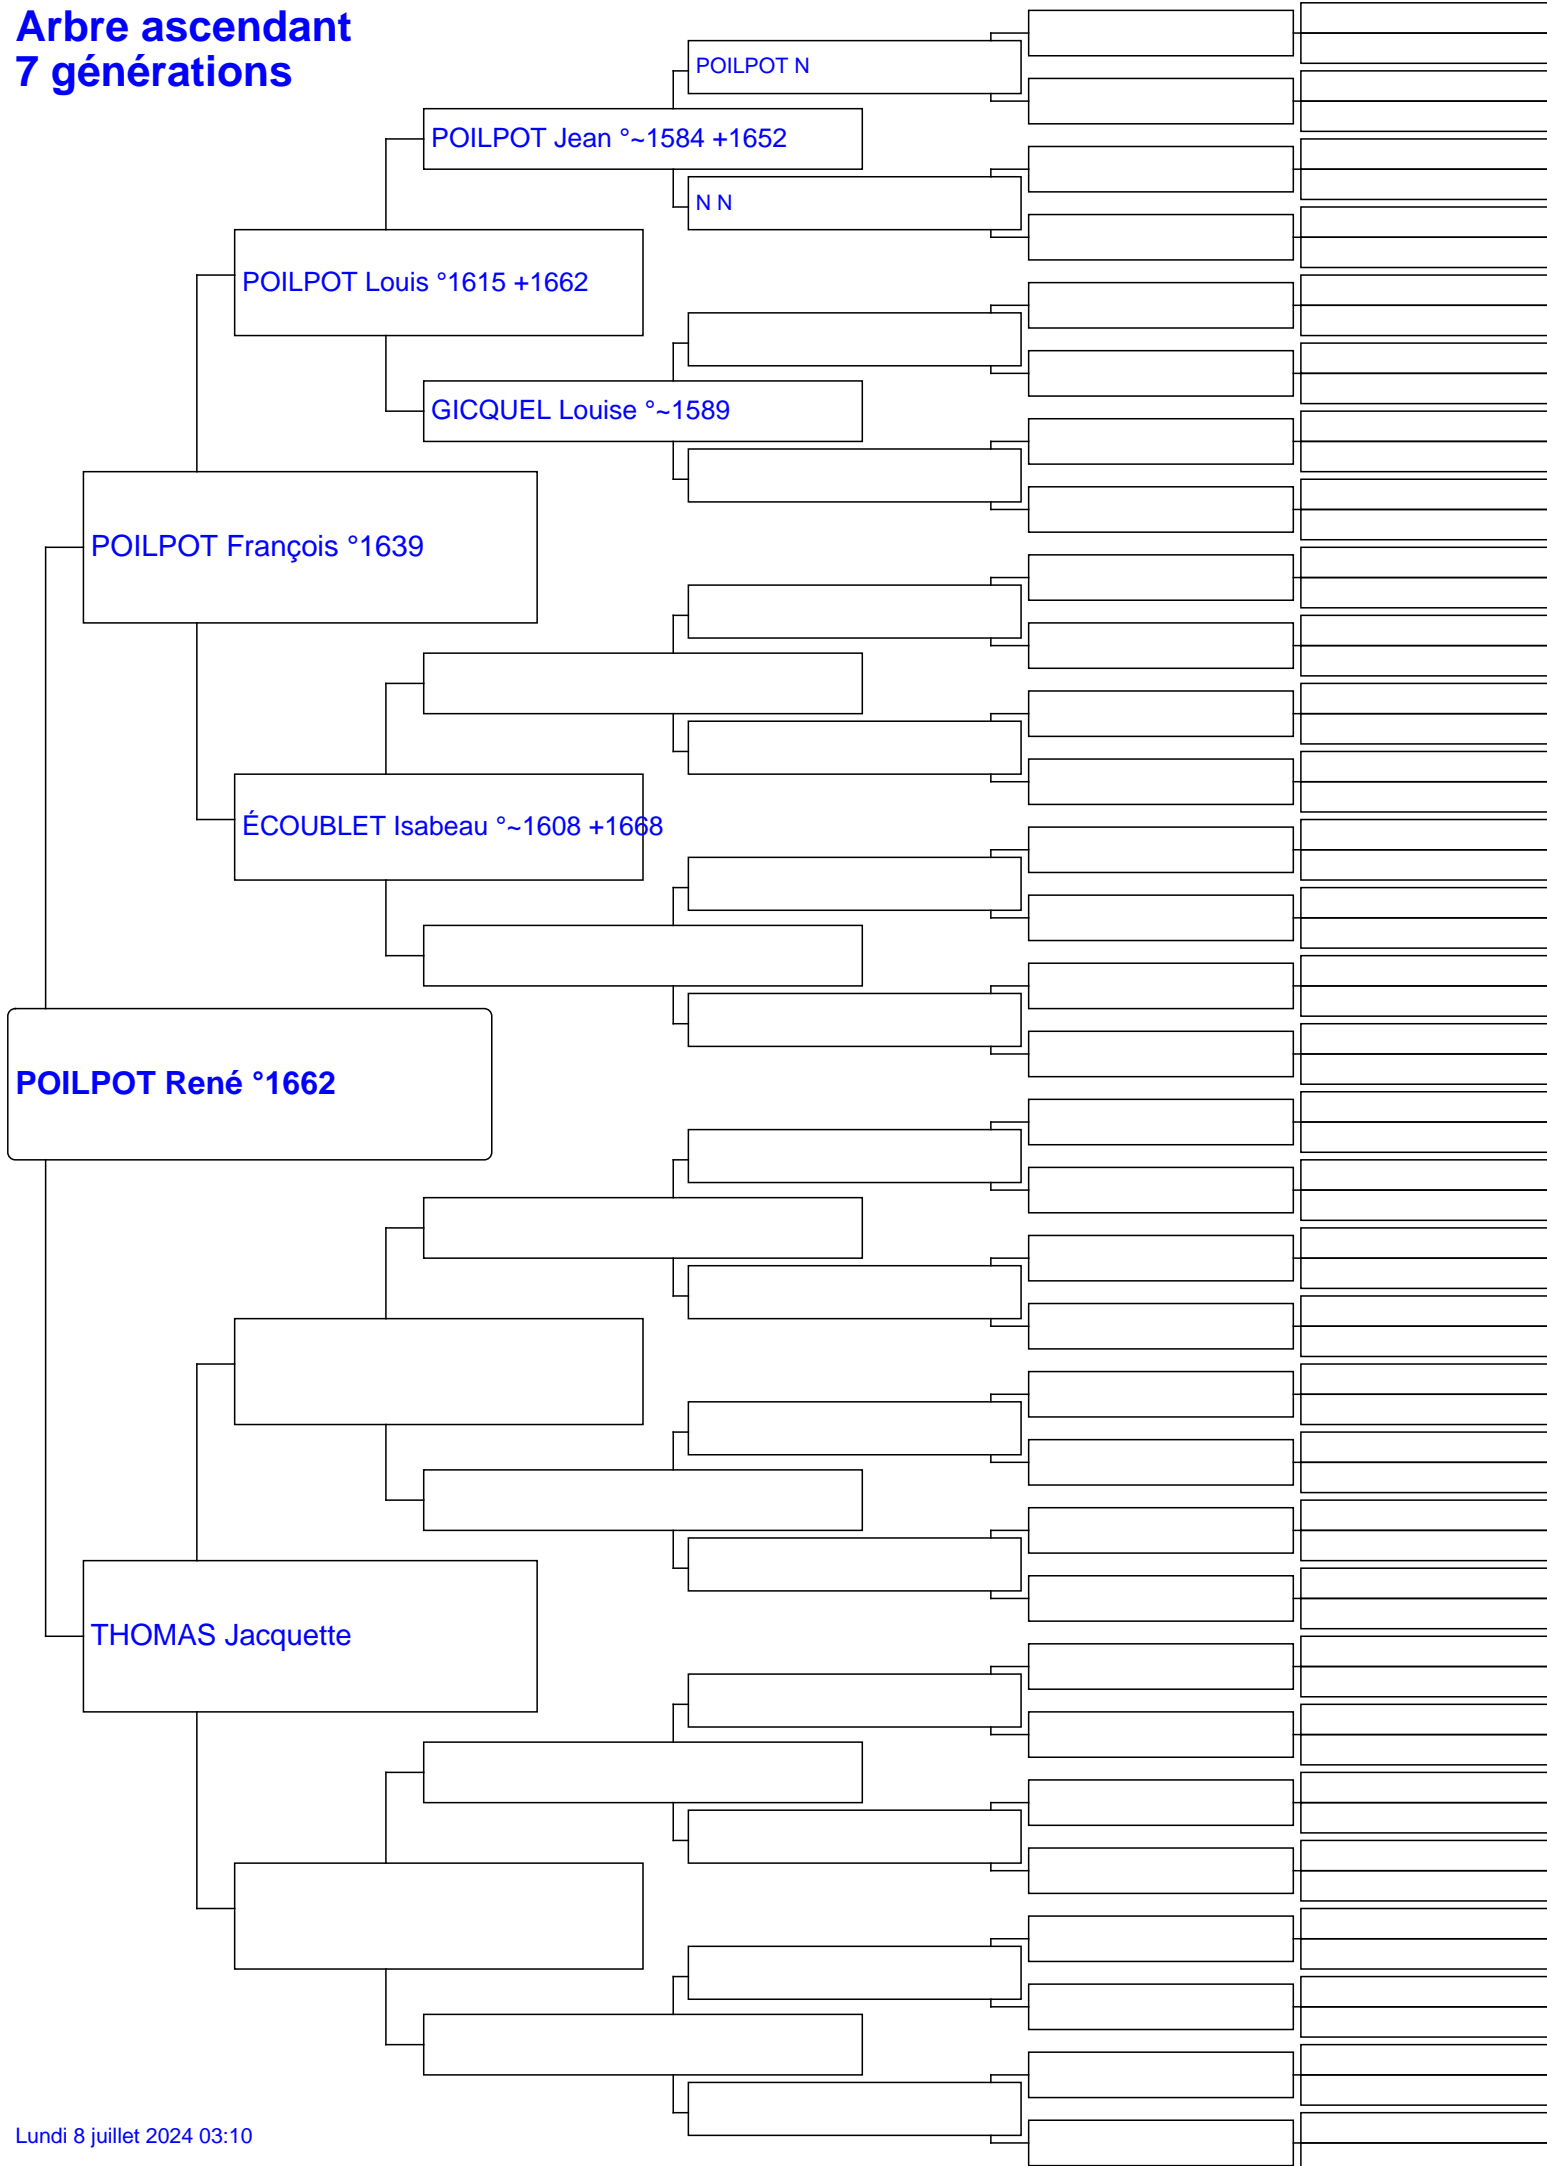 Arbre ascendant
7 générations
POILPOT N
POILPOT Jean °~1584 +1652
N N
POILPOT Louis °1615 +1662
GICQUEL Louise °~1589
POILPOT François °1639
ÉCOUBLET Isabeau °~1608 +1668
POILPOT René °1662
THOMAS Jacquette
Lundi 8 juillet 2024 03:10